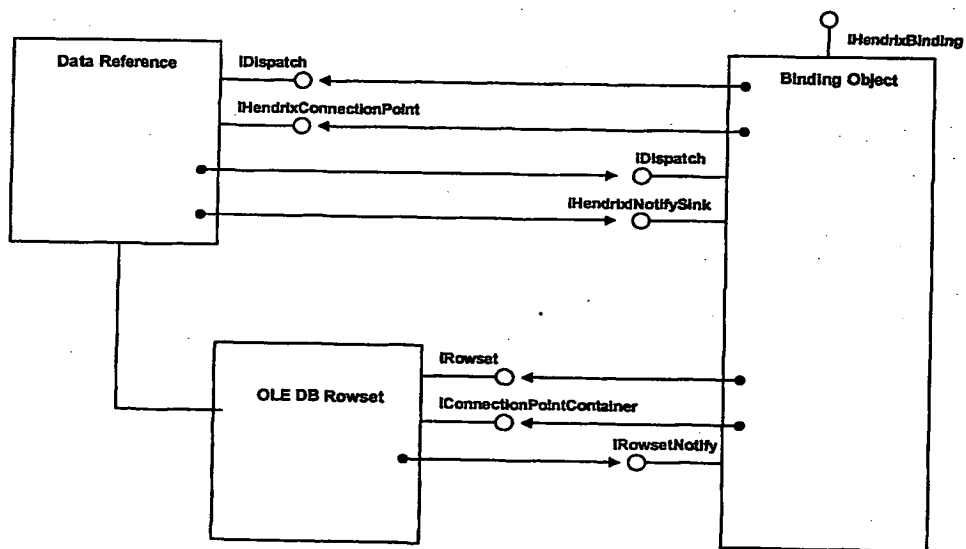 IHendrixBinding
Data Reference
IDispatch
Binding Object
IHendrixConnectionPoint
IDispatch
IHendrixNotifySink
IRowset
OLE DB Rowset
IConnectionPointContainer
IRowsetNotify